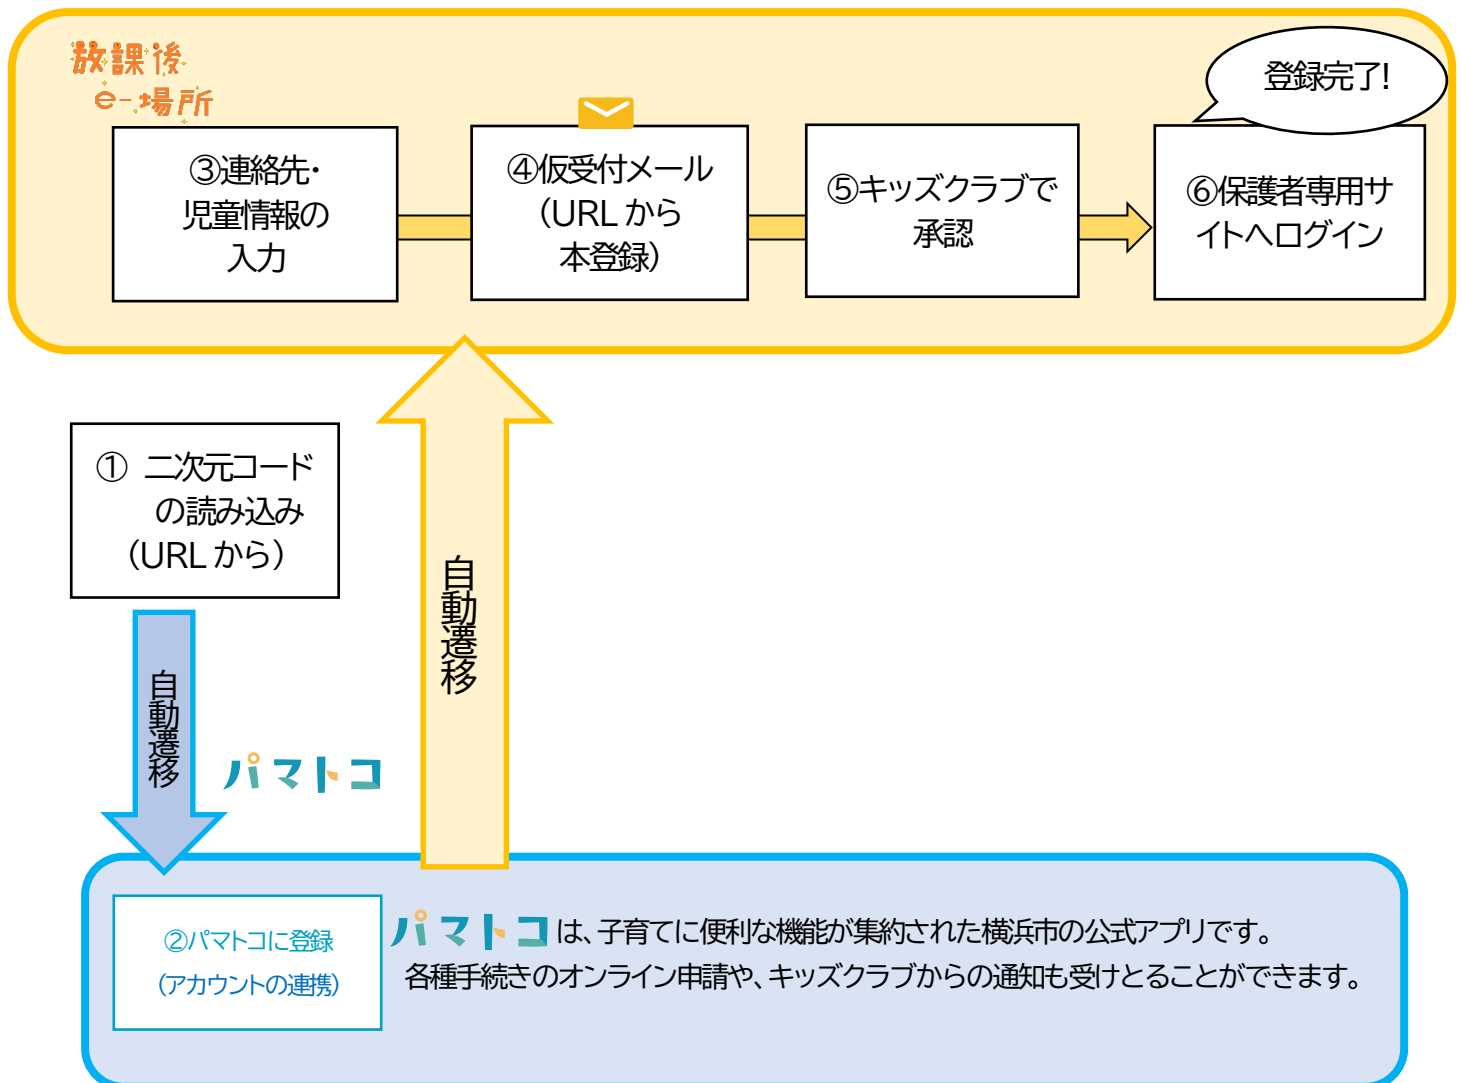 放課後
e-場所
登録完了!
③連絡先・
児童情報の
入力
④仮受付メール
（URLから
本登録）
⑤キッズクラブで
承認
⑥保護者専用サ
イトへログイン
① 二次元コード
の読み込み
（URLから）
自動遷移
自動遷移
パマトコ
②パマトコに登録
（アカウントの連携）
パマトコは、子育てに便利な機能が集約された横浜市の公式アプリです。
各種手続きのオンライン申請や、キッズクラブからの通知も受けとることができます。